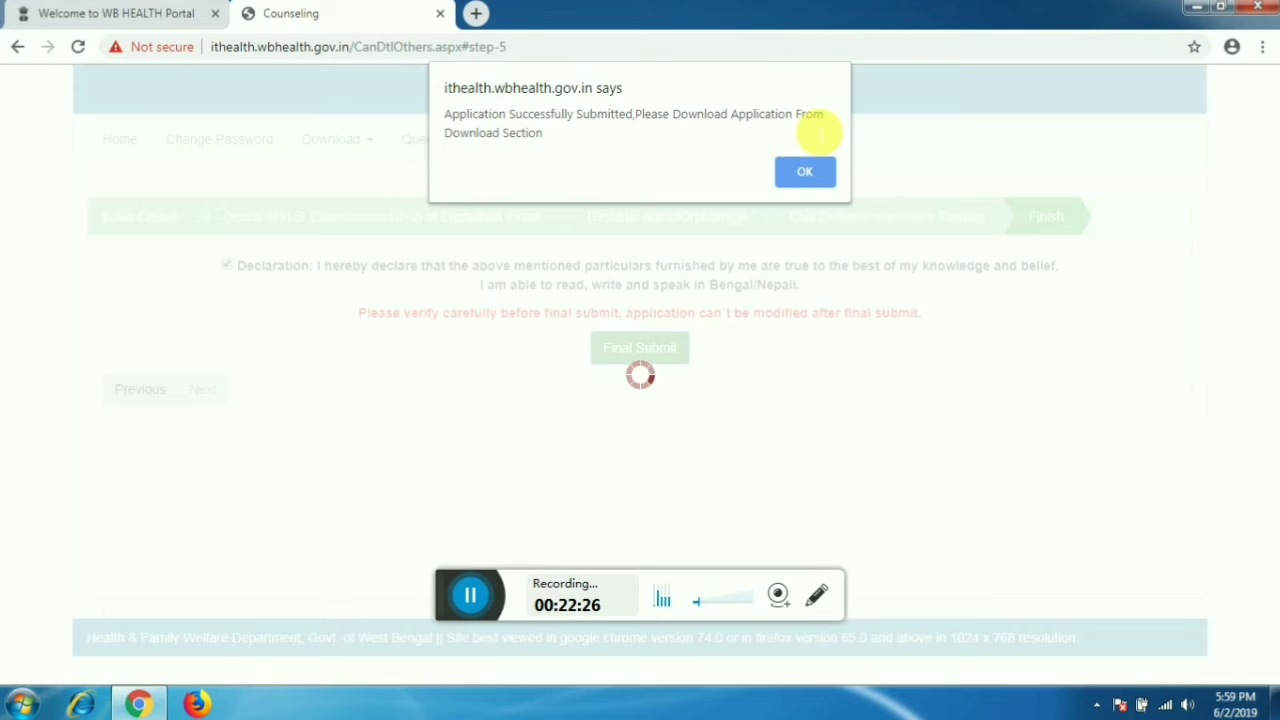 Welcome to WB HEALTH Portal
Counseling
Not secure
ithealth.wbhealth.gov.in/CanDtlOthers.aspx#step-5
ithealth.wbhealth.gov.in says
Application Successfully Submitted,Please Download Application From
Download Section
OK
Home
Change Password
Download
Finish
Declaration: I hereby declare that the above mentioned particulars furnished by me are true to the best of my knowledge and belief.
I am able to read, write and speak in Bengal/Nepali.
Please verify carefully before final submit, application can`t be modified after final submit.
Final Submit
Previous
Next
Recording...
00:22:26
Health & Family Welfare Department, Govt. of West Bengal || Site best viewed in google chrome version 74.0 or in firefox version 65.0 and above in 1024 x 768 resolution.
5:59 PM
6/2/2019